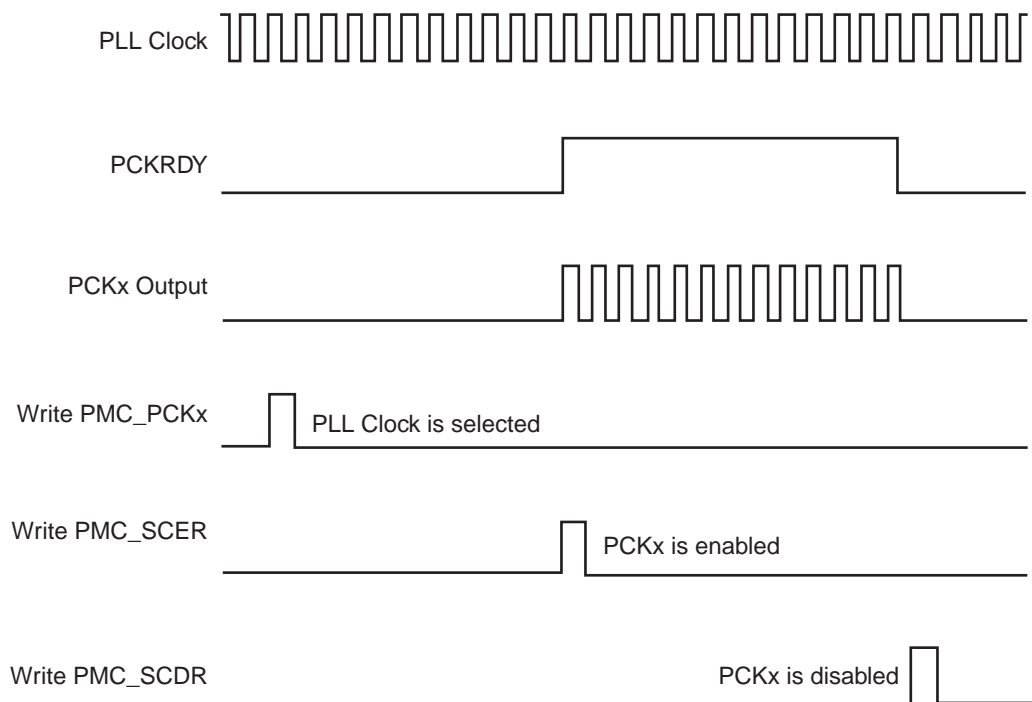 PLL Clock
PCKRDY
PCKx Output
Write PMC_PCKx
PLL Clock is selected
Write PMC_SCER
PCKx is enabled
Write PMC_SCDR
PCKx is disabled